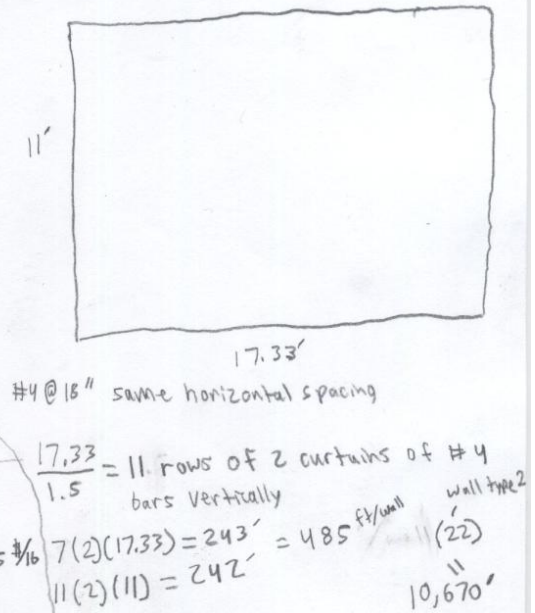 11'
17.33'
#4 @ 18" same horizontal spacing
17.33
1.5
= 11 rows of 2 curtains of #4
bars vertically
wall type 2
7(2)(17.33) = 243' = 485 ft/wall (22)
11(2)(11) = 242'
10,670'